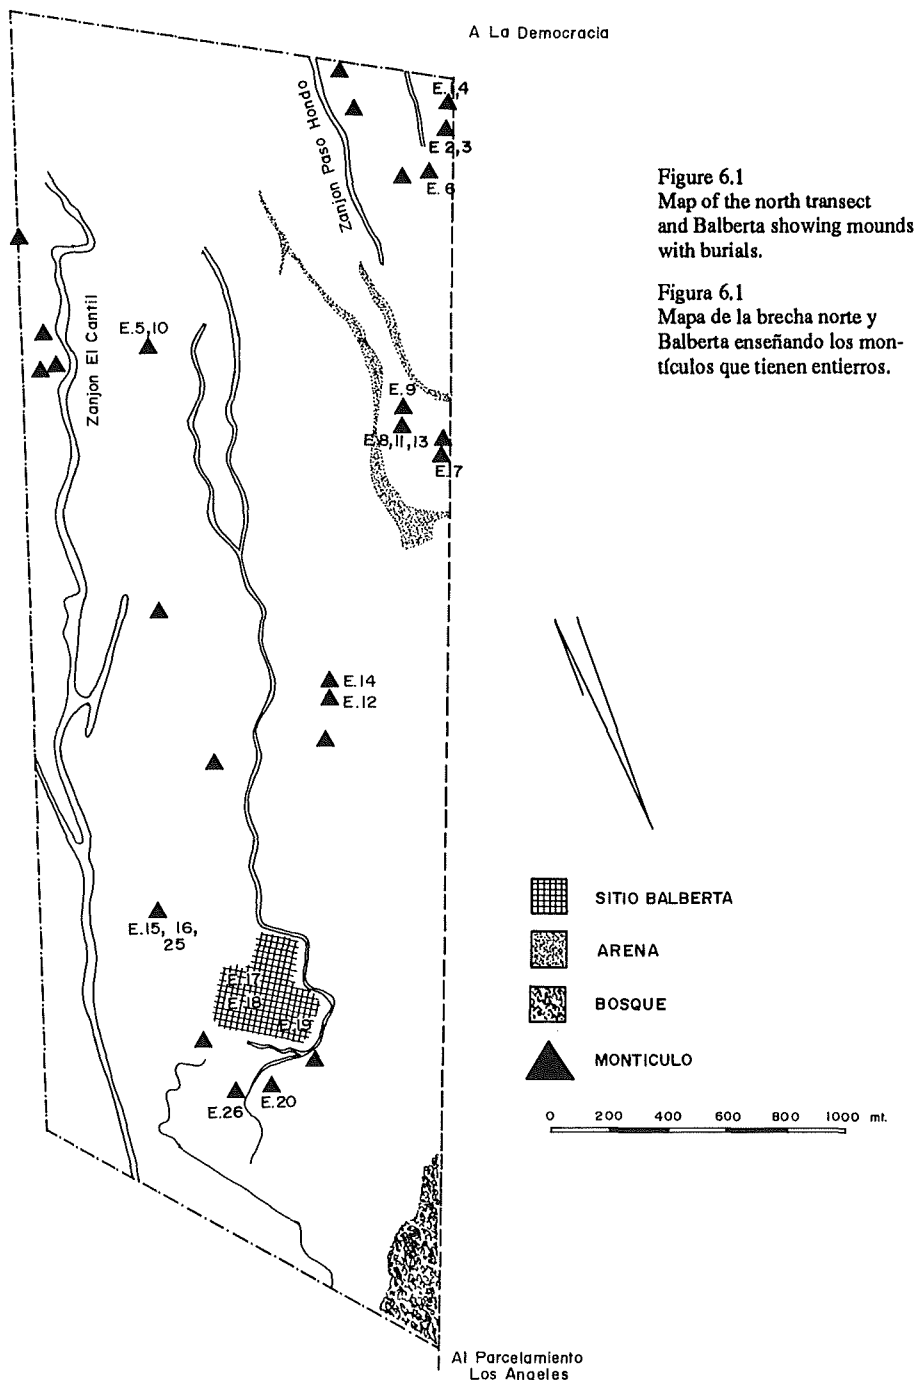 A La Democracia
Zanjon Paso Hondo
E.1,4
E 2,3
E. 6
Figure 6.1
Map of the north transect
and Balberta showing mounds
with burials.
Figura 6.1
Mapa de la brecha norte y
Balberta enseñando los mon-
tículos que tienen entierros.
Zanjon El Cantil
E.5,10
E.9
E.8,11,13
E.7
E.14
E.12
E.15, 16,
25
E.17
E.18
E.19
E.26
E.20
SITIO BALBERTA
ARENA
BOSQUE
MONTICULO
0 200 400 600 800 1000 mt.
Al Parcelamiento
Los Angeles